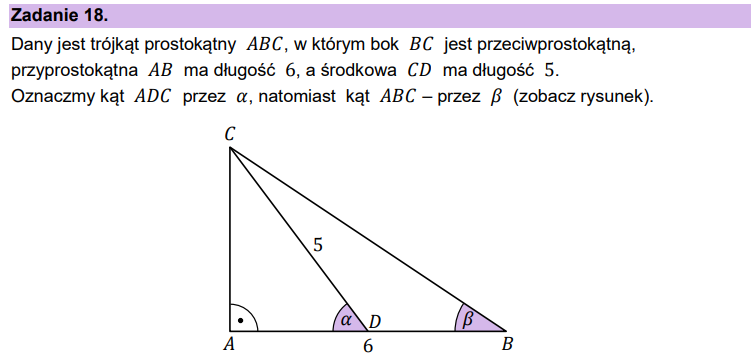 Zadanie 18.
Dany jest trójkąt prostokątny ABC, w którym bok BC jest przeciwprostokątną,
przyprostokątna AB ma długość 6, a środkowa CD ma długość 5.
Oznaczmy kąt ADC przez α, natomiast kąt ABC – przez β (zobacz rysunek).
C
5
α D β
A 6 B